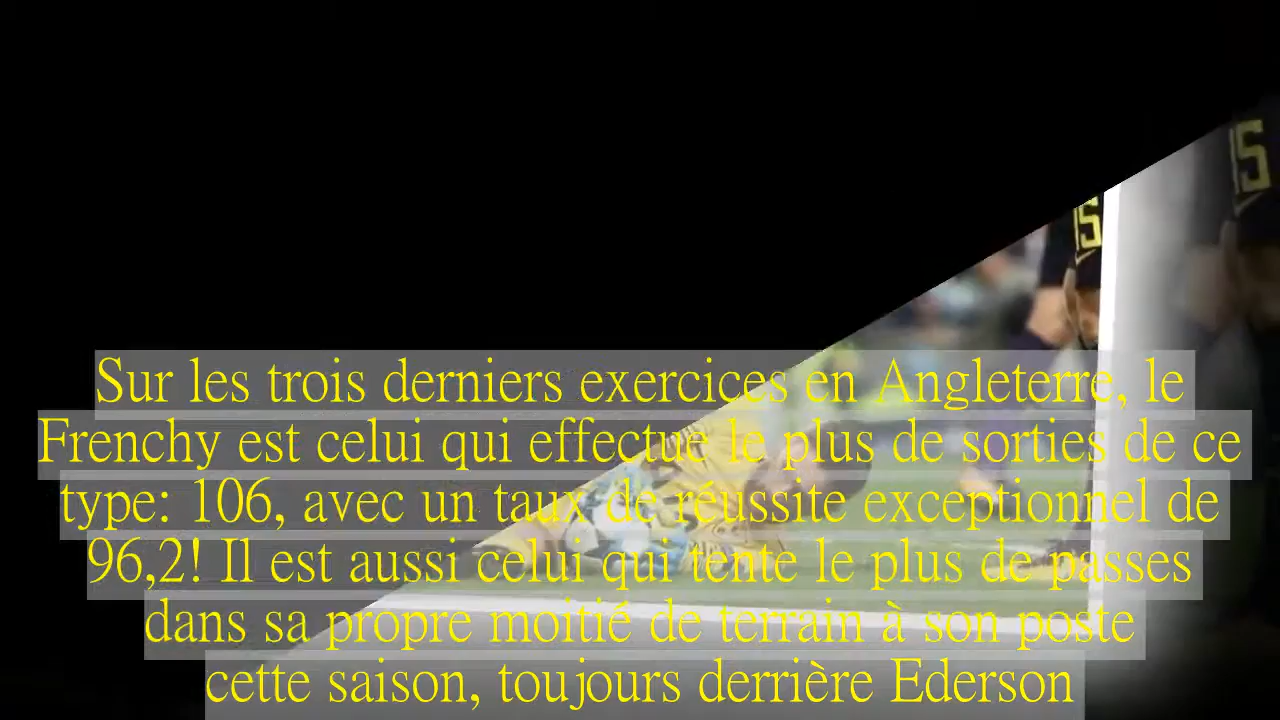 15
15
Sur les trois derniers exercices en Angleterre, le
Frenchy est celui qui effectue le plus de sorties de ce
type: 106, avec un taux de réussite exceptionnel de
96,2! Il est aussi celui qui tente le plus de passes
dans sa propre moitié de terrain à son poste
cette saison, toujours derrière Ederson